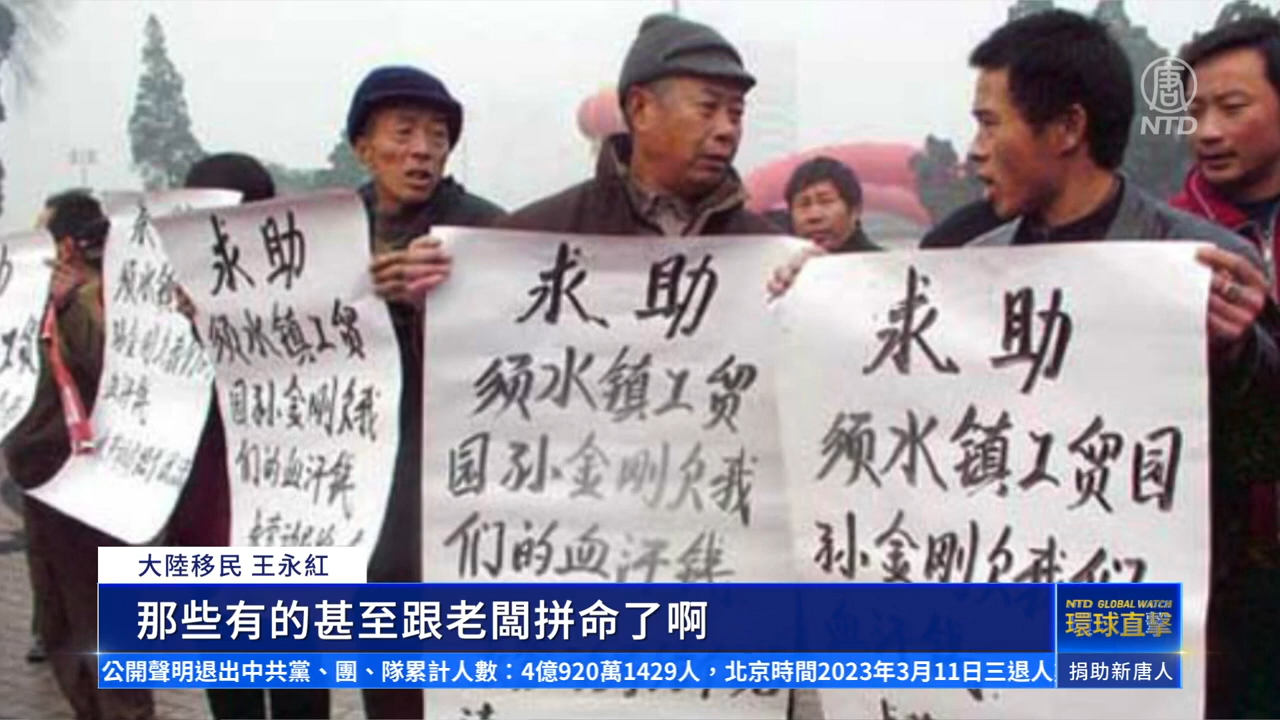 唐
NTD
求助
须水镇工贸
园孙金刚欠我
们的血汗钱
求助
须水镇工贸
园孙金刚欠我
们的血汗钱
求助
须水镇工贸园
孙金刚欠我们
大陸移民 王永紅
那些有的甚至跟老闆拼命了啊
NTD GLOBAL WATCH
環球直擊
公開聲明退出中共黨、團、隊累計人數：4億920萬1429人，北京時間2023年3月11日三退人
捐助新唐人